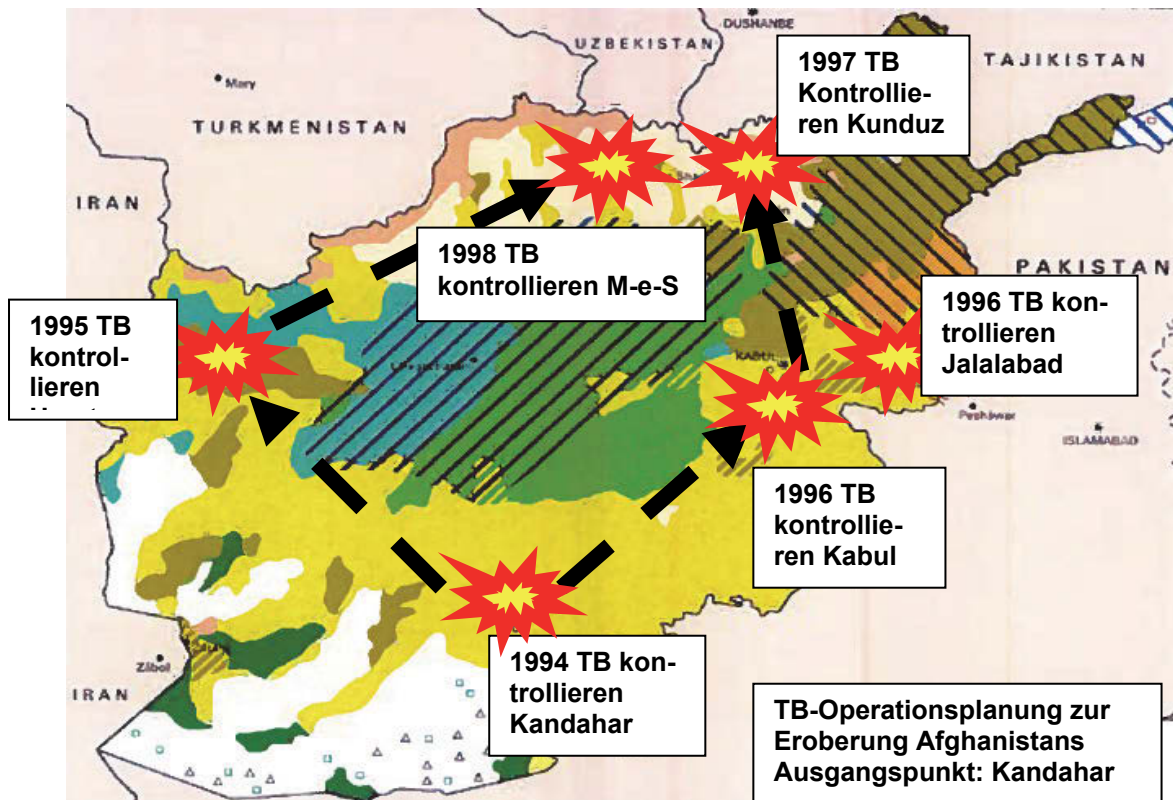 DUSHANBE
UZBEKISTAN
TAJIKISTAN
1997 TB
Kontrollie-
ren Kunduz
Mary
TURKMENISTAN
IRAN
1998 TB
kontrollieren M-e-S
PAKISTAN
1995 TB
kontrol-
lieren
1996 TB kon-
trollieren
Jalalabad
KABUL
Peshawar
ISLAMABAD
1996 TB
kontrollie-
ren Kabul
Zābol
IRAN
1994 TB kon-
trollieren
Kandahar
TB-Operationsplanung zur
Eroberung Afghanistans
Ausgangspunkt: Kandahar